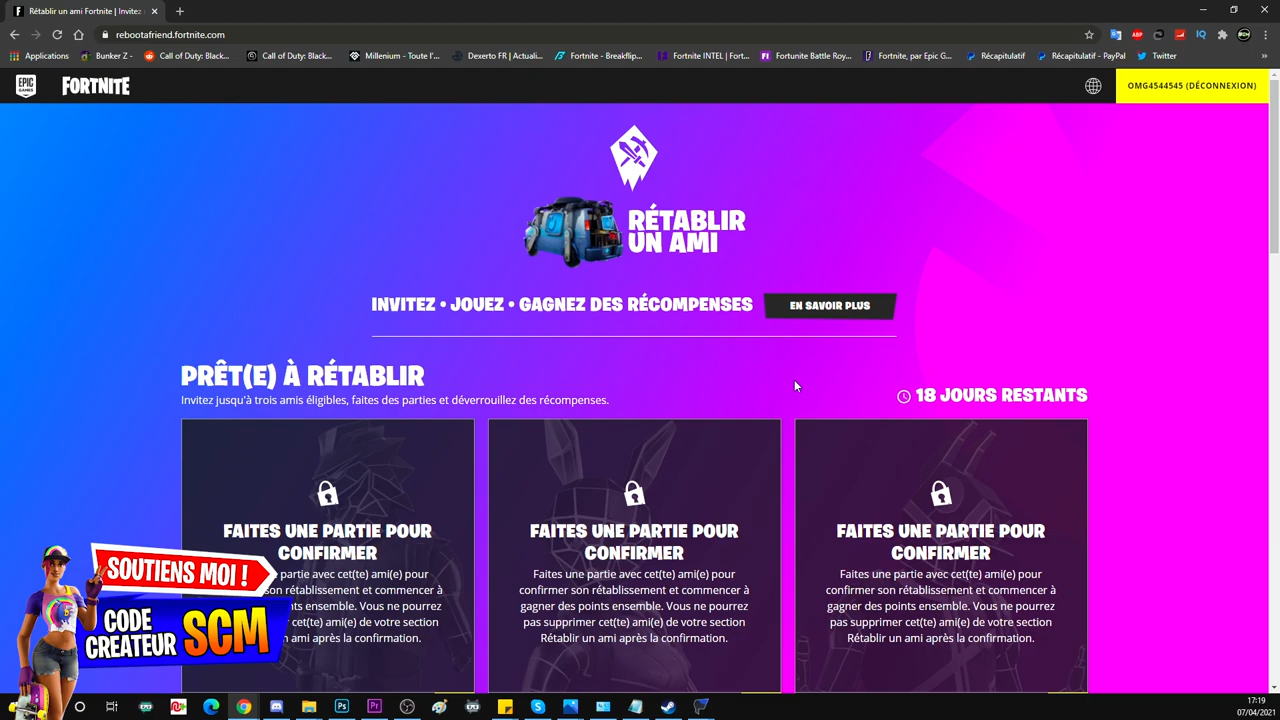 Rétablir un ami Fortnite | Invitez
rebootafriend.fortnite.com
Applications
Bunker Z -
Call of Duty: Black...
Call of Duty: Black...
Millenium - Toute l'...
Dexerto FR | Actuali...
Fortnite - Breakflip...
Fortnite INTEL | Fort...
Fortunite Battle Roy...
Fortnite, par Epic G...
Récapitulatif
Récapitulatif - PayPal
Twitter
»
EPIC
GAMES
FORTNITE
OMG4544545 (DÉCONNEXION)
RÉTABLIR
UN AMI
INVITEZ • JOUEZ • GAGNEZ DES RÉCOMPENSES
EN SAVOIR PLUS
PRÊT(E) À RÉTABLIR
Invitez jusqu'à trois amis éligibles, faites des parties et déverrouillez des récompenses.
18 JOURS RESTANTS
FAITES UNE PARTIE POUR
CONFIRMER
partie avec cet(te) ami(e) pour
son rétablissement et commencer à
ts ensemble. Vous ne pourrez
cet(te) ami(e) de votre section
un ami après la confirmation.
FAITES UNE PARTIE POUR
CONFIRMER
Faites une partie avec cet(te) ami(e) pour
confirmer son rétablissement et commencer à
gagner des points ensemble. Vous ne pourrez
pas supprimer cet(te) ami(e) de votre section
Rétablir un ami après la confirmation.
FAITES UNE PARTIE POUR
CONFIRMER
Faites une partie avec cet(te) ami(e) pour
confirmer son rétablissement et commencer à
gagner des points ensemble. Vous ne pourrez
pas supprimer cet(te) ami(e) de votre section
Rétablir un ami après la confirmation.
SOUTIENS MOI !
CODE
CREATEUR SCM
17:19
07/04/2021